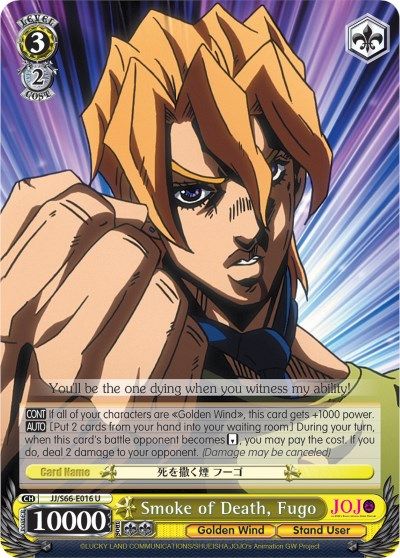 LEVEL
3
2
COST
You'll be the one dying when you witness my ability!
CONT If all of your characters are «Golden Wind», this card gets +1000 power.
AUTO [Put 2 cards from your hand into your waiting room] During your turn,
when this card's battle opponent becomes , you may pay the cost. If you
do, deal two damage to your opponent. (Damage may be canceled)
Card Name 死を撒く煙 フーゴ
CD JJ/S66-E016 U Smoke of Death, Fugo JOJO
POWER 10000 SOUL Golden Wind Stand User
©LUCKY LAND COMMUNICATIONS/SHUEISHA,JOJO's Animation GW Project